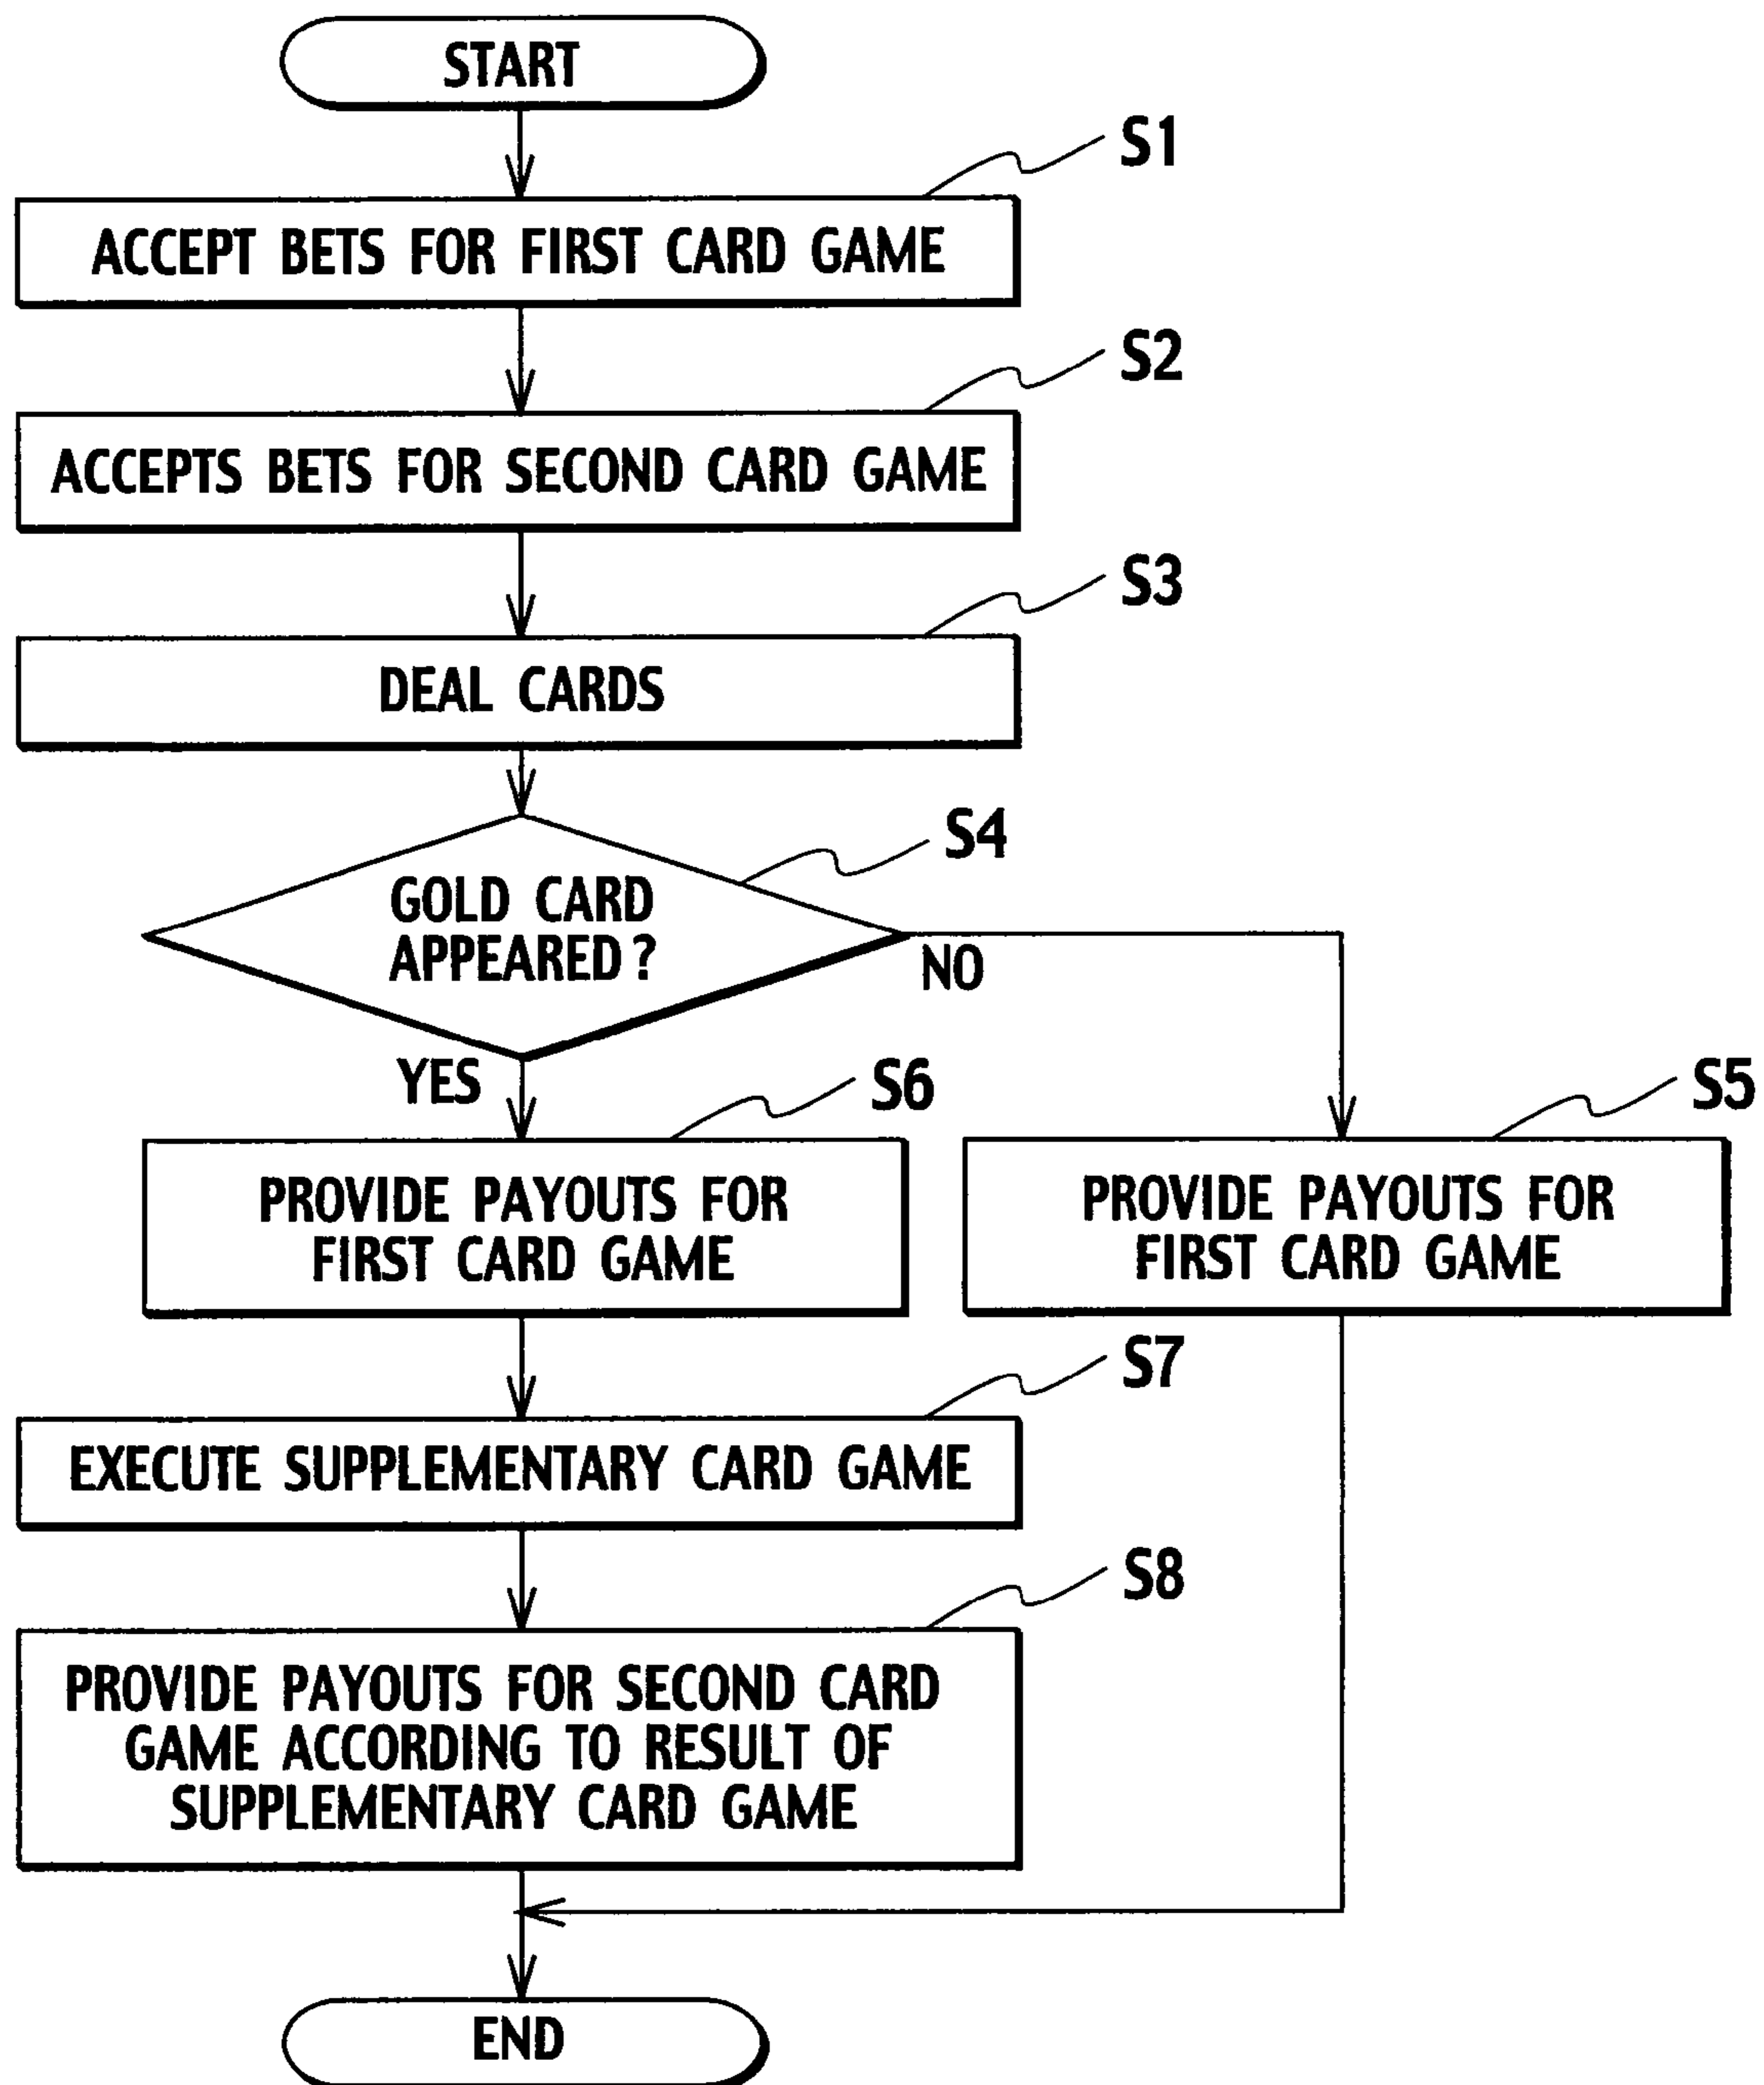 START
S1
ACCEPT BETS FOR FIRST CARD GAME
S2
ACCEPTS BETS FOR SECOND CARD GAME
S3
DEAL CARDS
S4
GOLD CARD
APPEARED?
NO
YES
S6
S5
PROVIDE PAYOUTS FOR
FIRST CARD GAME
PROVIDE PAYOUTS FOR
FIRST CARD GAME
S7
EXECUTE SUPPLEMENTARY CARD GAME
S8
PROVIDE PAYOUTS FOR SECOND CARD
GAME ACCORDING TO RESULT OF
SUPPLEMENTARY CARD GAME
END